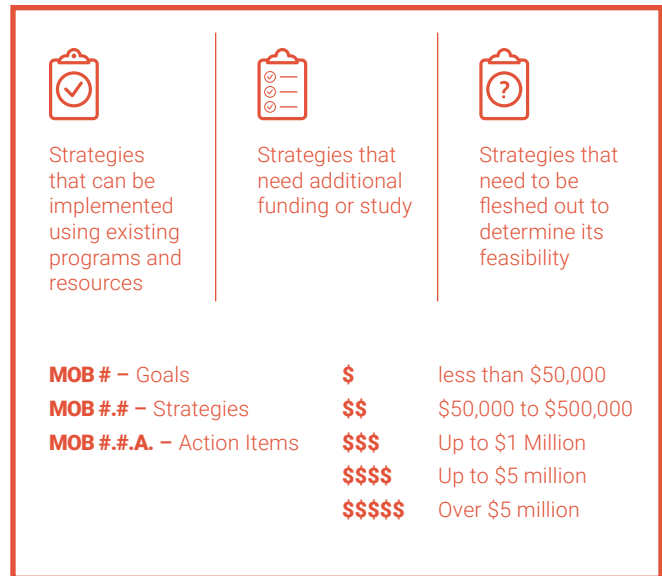 Strategies
that can be
implemented
using existing
programs and
resources
Strategies that
need additional
funding or study
?
Strategies that
need to be
fleshed out to
determine its
feasibility
MOB # – Goals
MOB #.# – Strategies
MOB #.#.A. – Action Items
$ less than $50,000
$$ $50,000 to $500,000
$$$ Up to $1 Million
$$$$ Up to $5 million
$$$$$ Over $5 million